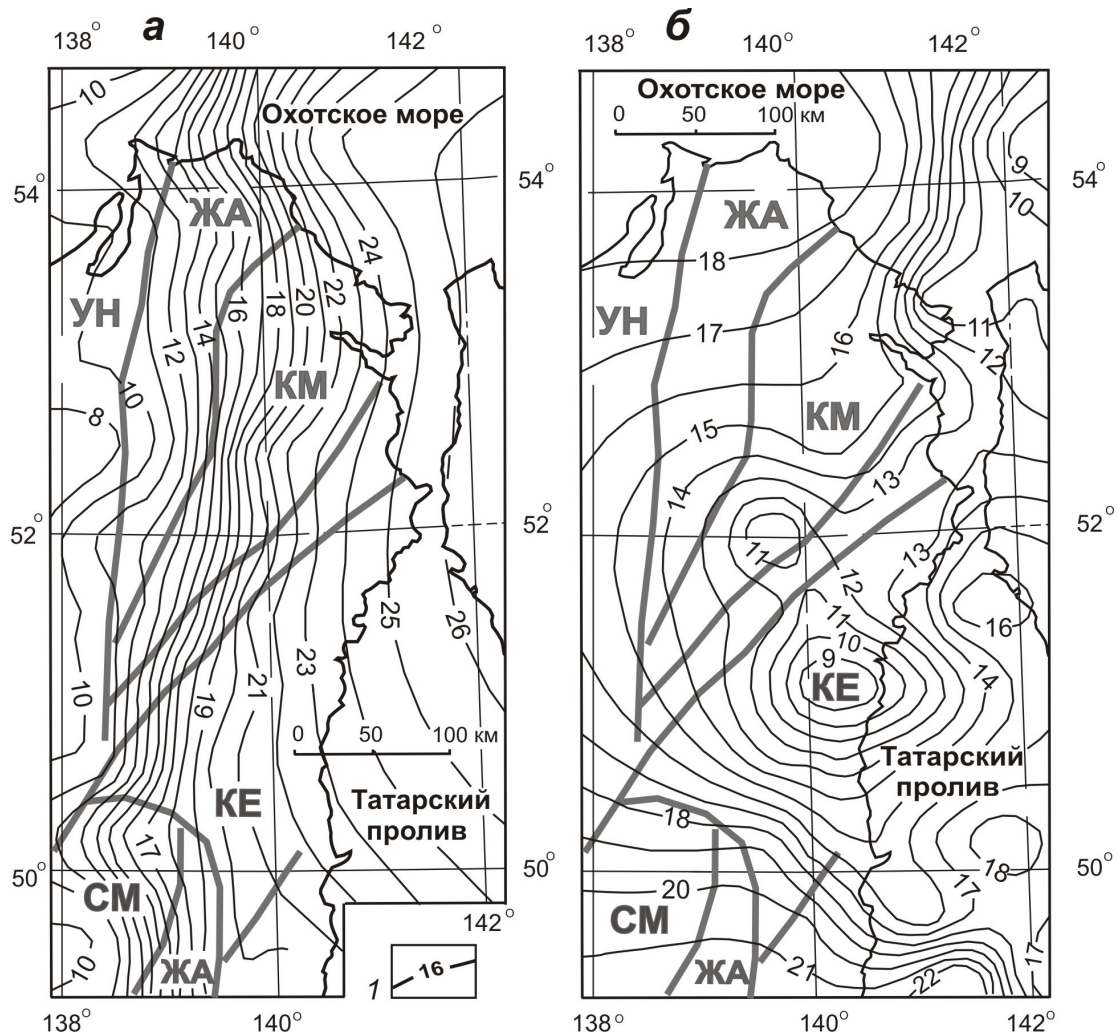 а
138° 140° 142°
Охотское море
54° 54°
52° 52°
50° 50°
10
24
22
20
18
16
14
12
10
8
10
19
21
23
25
26
17
10
УН
ЖА
КМ
КЕ
СМ
ЖА
0 50 100 км
Татарский
пролив
142°
1
16
138° 140°
б
138° 140° 142°
Охотское море
0 50 100 км
54°
52°
50°
9
10
18
17
16
11
12
15
14
13
11
12
13
11
10
9
16
14
18
20
18
17
17
21
22
УН
ЖА
КМ
КЕ
СМ
ЖА
Татарский
пролив
138° 140° 142°